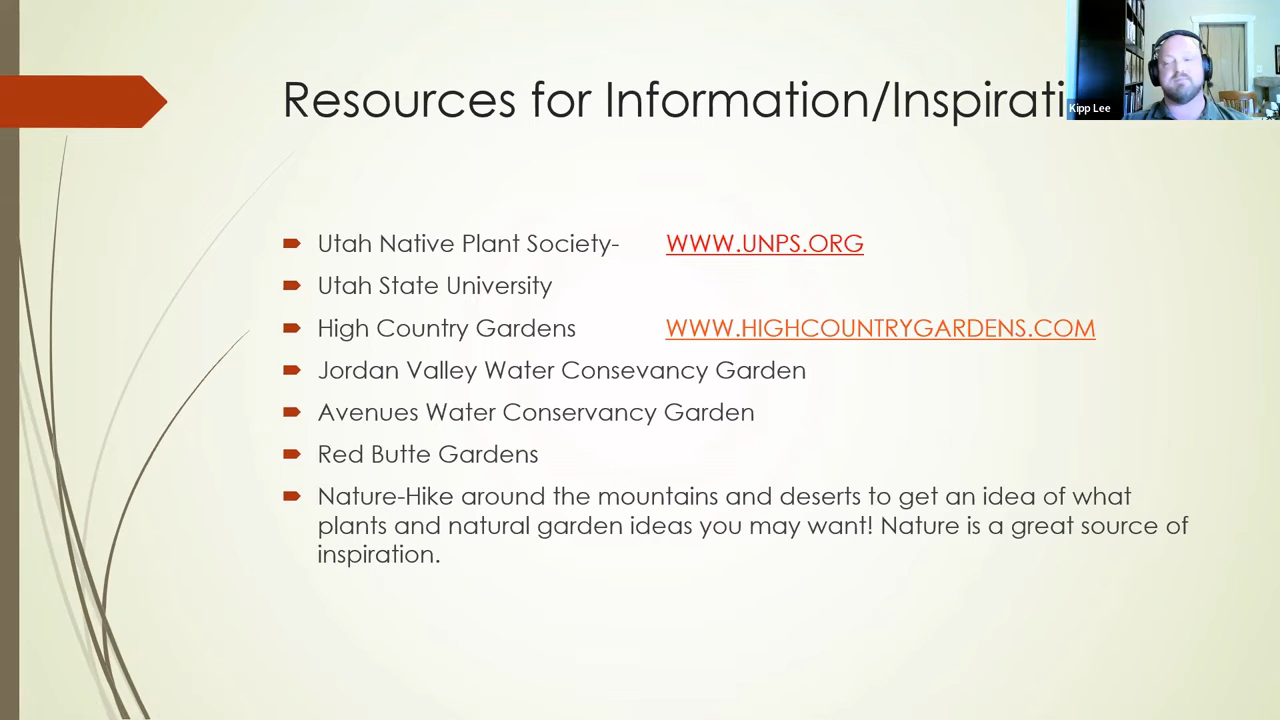 Resources for Information/Inspirati
Kipp Lee
Utah Native Plant Society- WWW.UNPS.ORG
Utah State University
High Country Gardens WWW.HIGHCOUNTRYGARDENS.COM
Jordan Valley Water Consevancy Garden
Avenues Water Conservancy Garden
Red Butte Gardens
Nature-Hike around the mountains and deserts to get an idea of what
plants and natural garden ideas you may want! Nature is a great source of
inspiration.